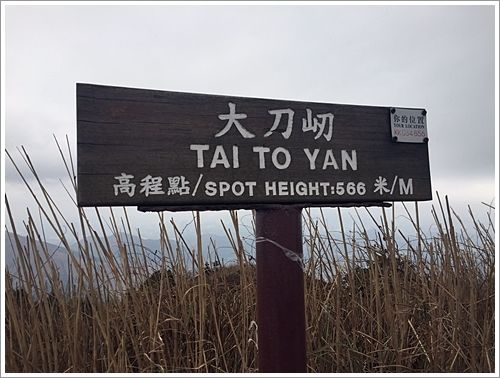 大刀屻
TAI TO YAN
高程點/SPOT HEIGHT:566 米/M
你的位置
YOUR LOCATION
KK054656